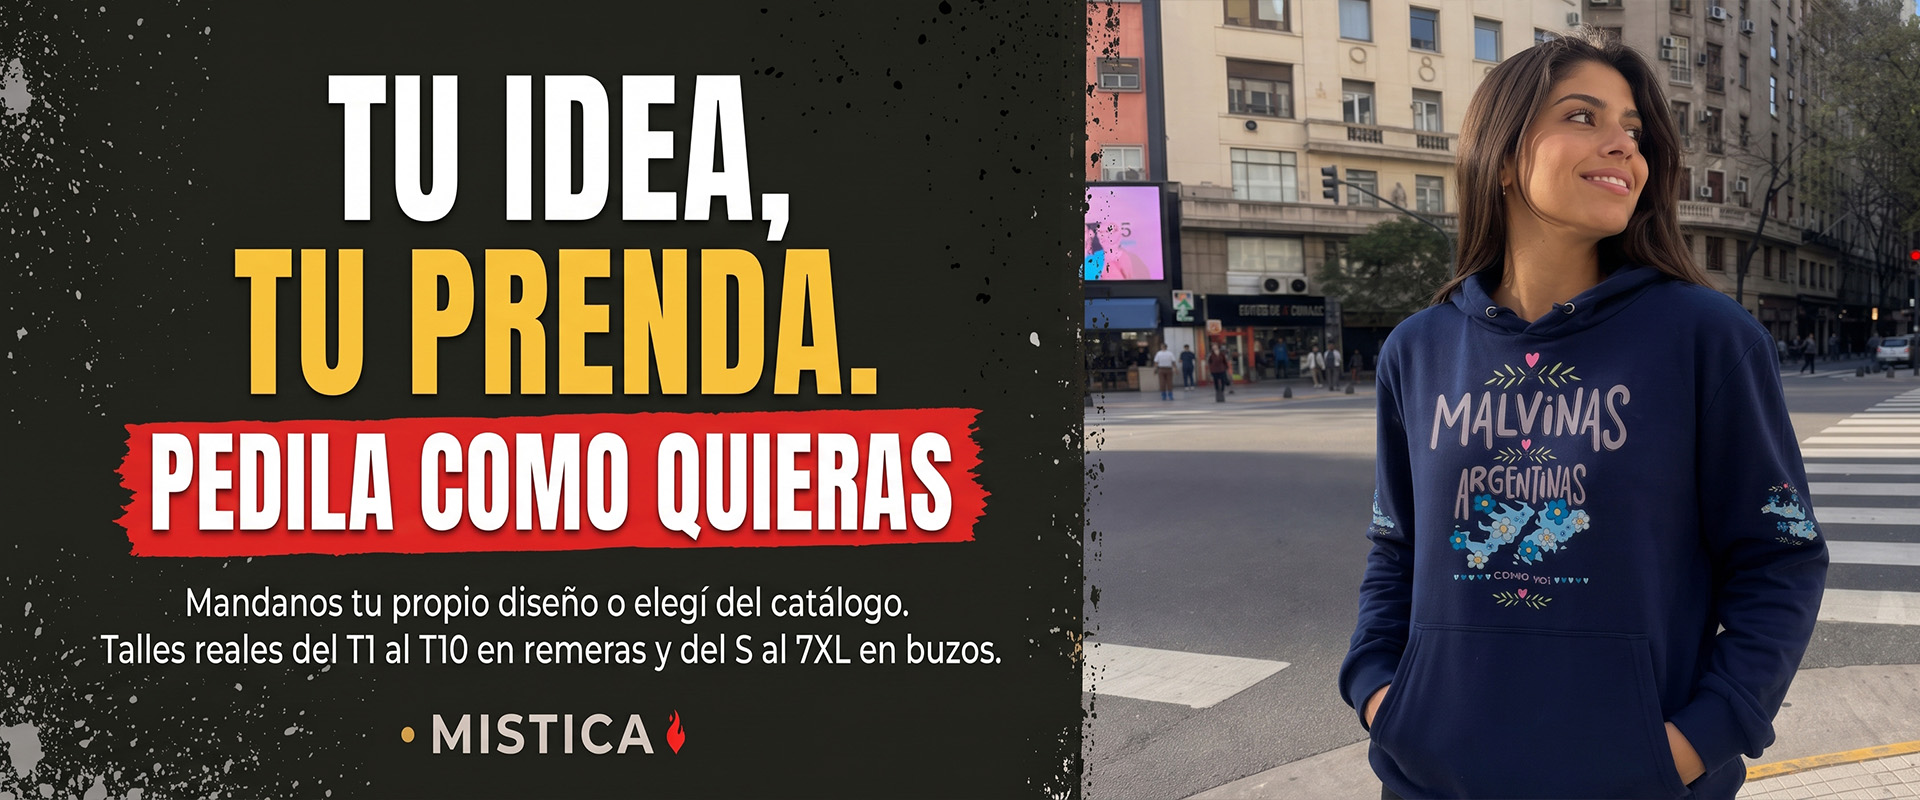 TU IDEA,
TU PRENDA.
PEDILA COMO QUIERAS
Mandanos tu propio diseño o elegí del catálogo.
Talles reales del T1 al T10 en remeras y del S al 7XL en buzos.
MISTICA
MALViNAS
ARGENTiNAS
5